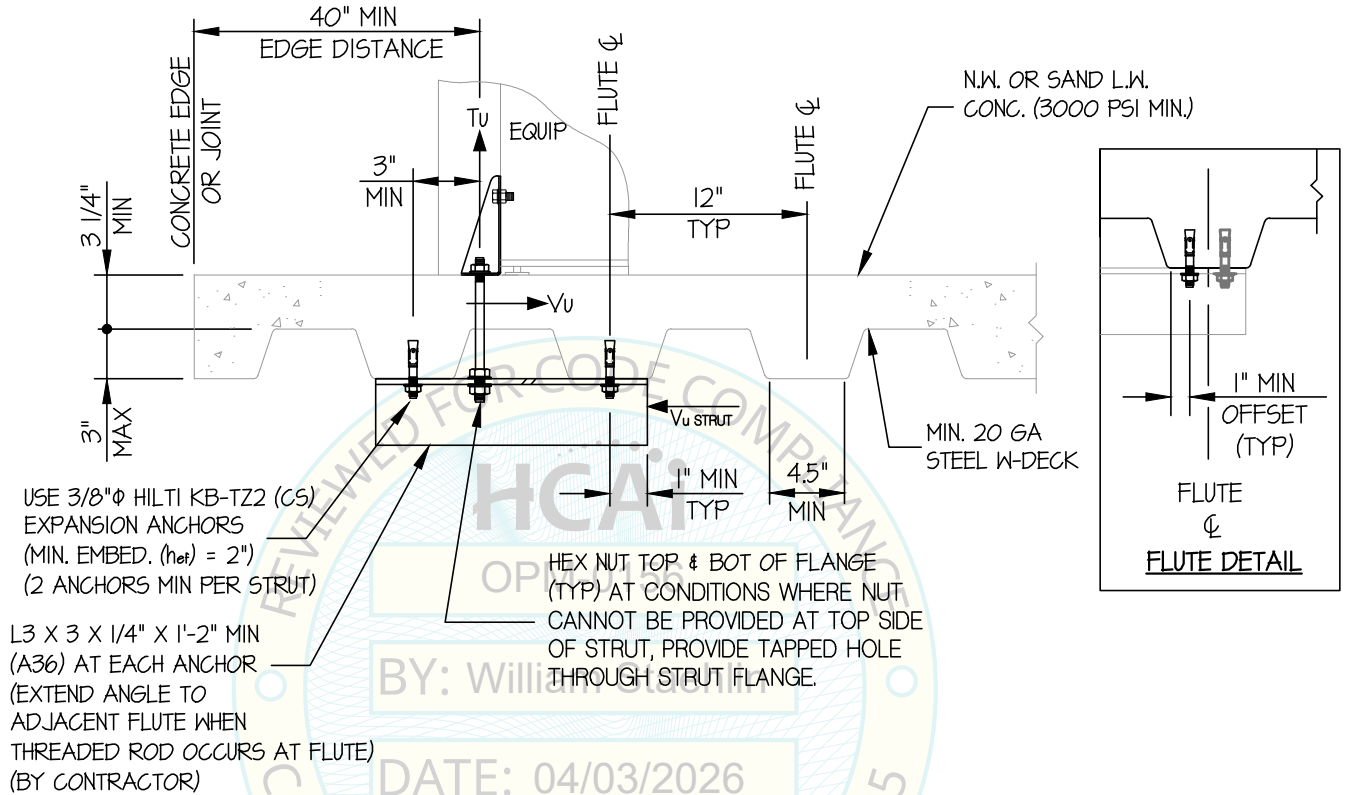 40" MIN
EDGE DISTANCE
CONCRETE EDGE
OR JOINT
FLUTE ℄
FLUTE ℄
N.W. OR SAND L.W.
CONC. (3000 PSI MIN.)
Tu
EQUIP
3"
MIN
12"
TYP
3 1/4"
MIN
Vu
3"
MAX
Vu STRUT
1" MIN
TYP
4.5"
MIN
MIN. 20 GA
STEEL W-DECK
1" MIN
OFFSET
(TYP)
FLUTE
℄
FLUTE DETAIL
USE 3/8"Φ HILTI KB-TZ2 (CS)
EXPANSION ANCHORS
(MIN. EMBED. (hef) = 2")
(2 ANCHORS MIN PER STRUT)
HEX NUT TOP & BOT OF FLANGE
(TYP) AT CONDITIONS WHERE NUT
CANNOT BE PROVIDED AT TOP SIDE
OF STRUT, PROVIDE TAPPED HOLE
THROUGH STRUT FLANGE.
L3 X 3 X 1/4" X 1'-2" MIN
(A36) AT EACH ANCHOR
(EXTEND ANGLE TO
ADJACENT FLUTE WHEN
THREADED ROD OCCURS AT FLUTE)
(BY CONTRACTOR)
REVIEWED FOR CODE COMPLIANCE
HCAi
OPM-0156
BY: William Staehlin
DATE: 04/03/2026